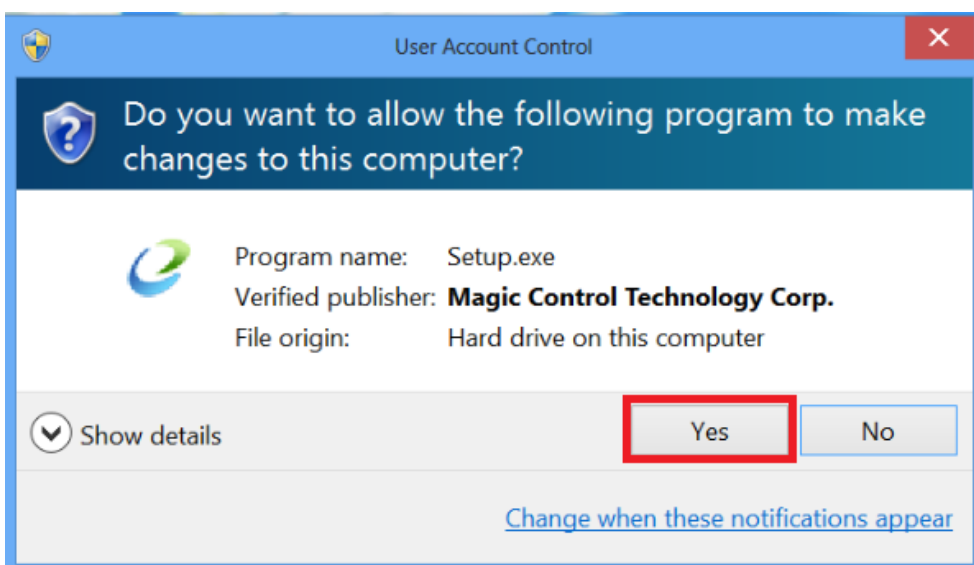 User Account Control
Do you want to allow the following program to make
changes to this computer?
Program name: Setup.exe
Verified publisher: Magic Control Technology Corp.
File origin: Hard drive on this computer
Show details
Yes
No
Change when these notifications appear